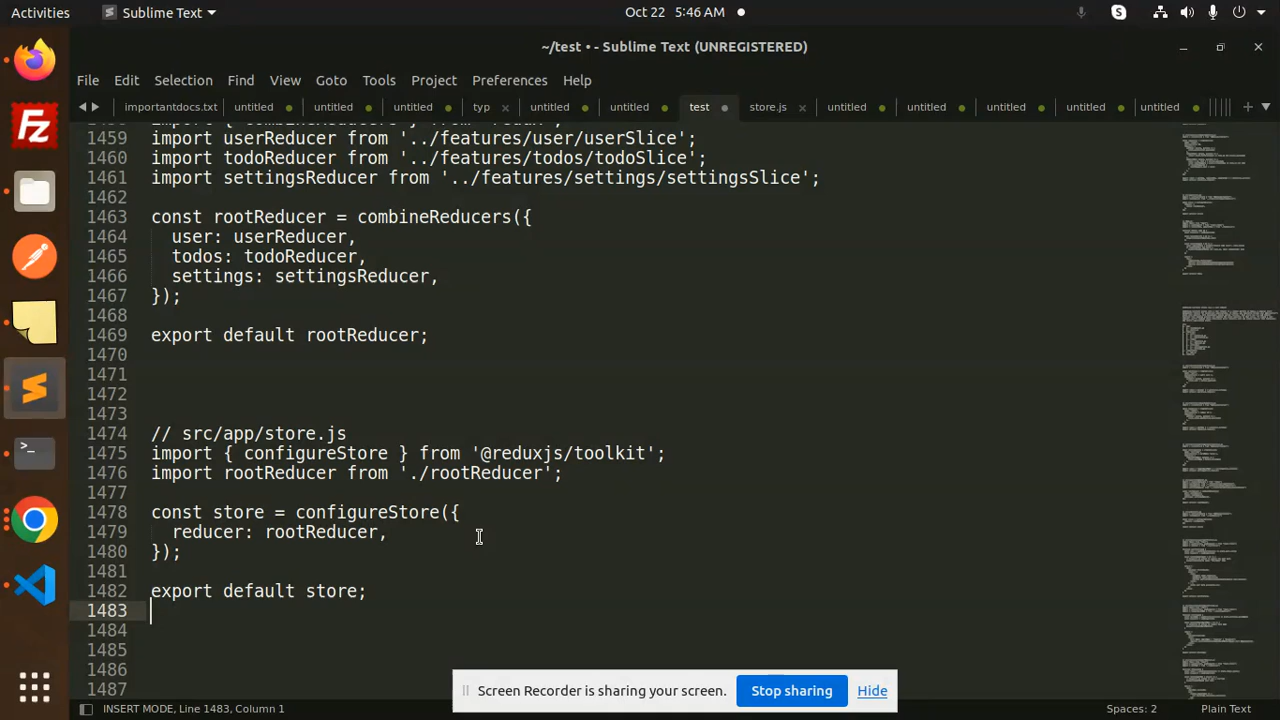 Activities
Sublime Text
Oct 22 5:46 AM
~/test • - Sublime Text (UNREGISTERED)
File Edit Selection Find View Goto Tools Project Preferences Help
importantdocs.txt untitled untitled untitled typ untitled untitled test store.js untitled untitled untitled untitled untitled
1459 import userReducer from '../features/user/userSlice';
1460 import todoReducer from '../features/todos/todoSlice';
1461 import settingsReducer from '../features/settings/settingsSlice';
1462
1463 const rootReducer = combineReducers({
1464 user: userReducer,
1465 todos: todoReducer,
1466 settings: settingsReducer,
1467 });
1468
1469 export default rootReducer;
1470
1471
1472
1473
1474 // src/app/store.js
1475 import { configureStore } from '@reduxjs/toolkit';
1476 import rootReducer from './rootReducer';
1477
1478 const store = configureStore({
1479 reducer: rootReducer,
1480 });
1481
1482 export default store;
1483
1484
1485
1486
1487
Screen Recorder is sharing your screen. Stop sharing Hide
INSERT MODE, Line 1483, Column 1
Spaces: 2
Plain Text